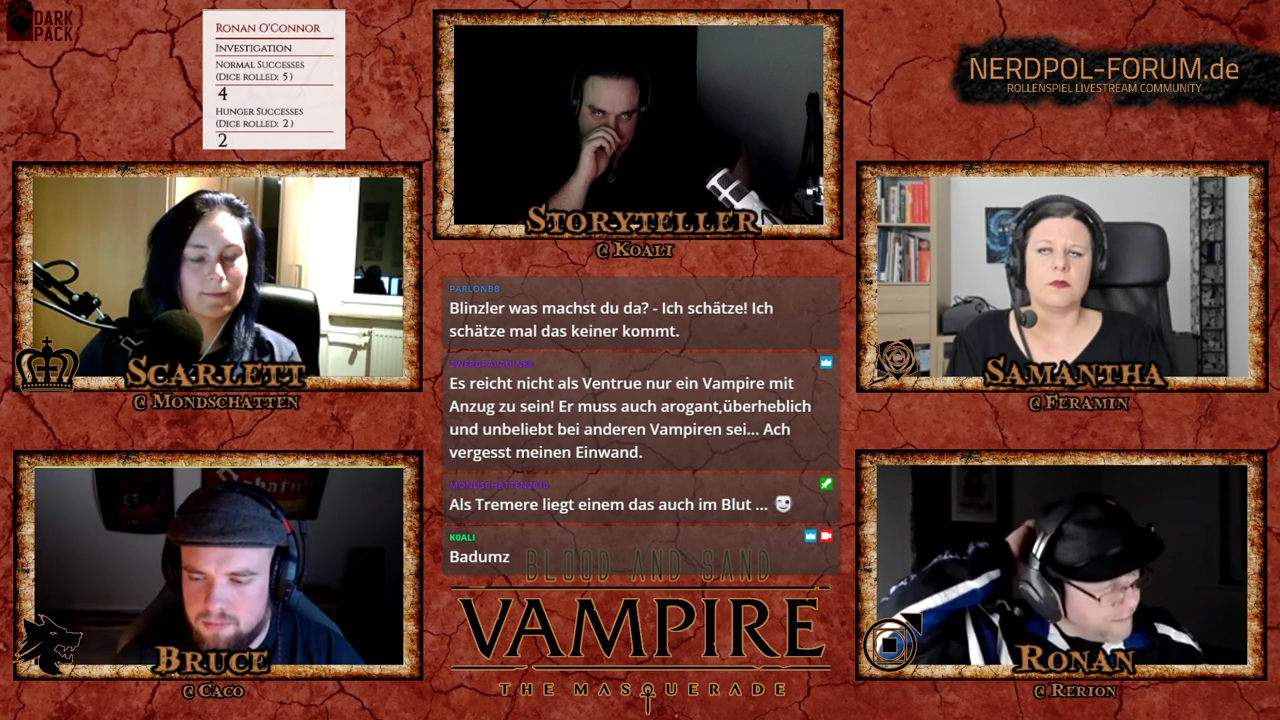 DARK
PACK
Ronan O'Connor
Investigation
Normal Successes
(Dice rolled: 5 )
4
Hunger Successes
(Dice rolled: 2 )
2
NERDPOL-FORUM.de
ROLLENSPIEL LIVESTREAM COMMUNITY
Storyteller
@ Koali
Scarlett
@ Mondschatten
Samantha
@ Feramin
PARLONBB
Blinzler was machst du da? - Ich schätze! Ich
schätze mal das keiner kommt.
Es reicht nicht als Ventrue nur ein Vampire mit
Anzug zu sein! Er muss auch arogant,überheblich
und unbeliebt bei anderen Vampiren sei... Ach
vergesst meinen Einwand.
Als Tremere liegt einem das auch im Blut ...
K0ALI
Badumz
BLOOD AND SAND
VAMPIRE
THE MASQUERADE
Bruce
@ Caco
Ronan
@ Rerion